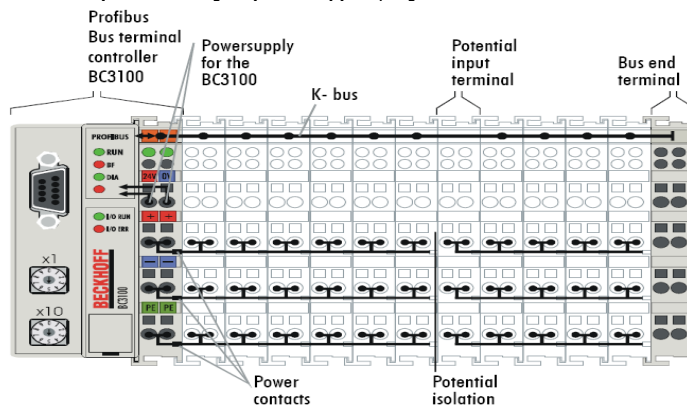 Profibus
Bus terminal
controller
BC3100
Powersupply
for the
BC3100
K- bus
Potential
input
terminal
Bus end
terminal
PROFIBUS
RUN
BF
DIA
24V 0V
+ +
I/O RUN
I/O ERR
BECKHOFF
BC3100
x1
x10
PE PE
Power
contacts
Potential
isolation